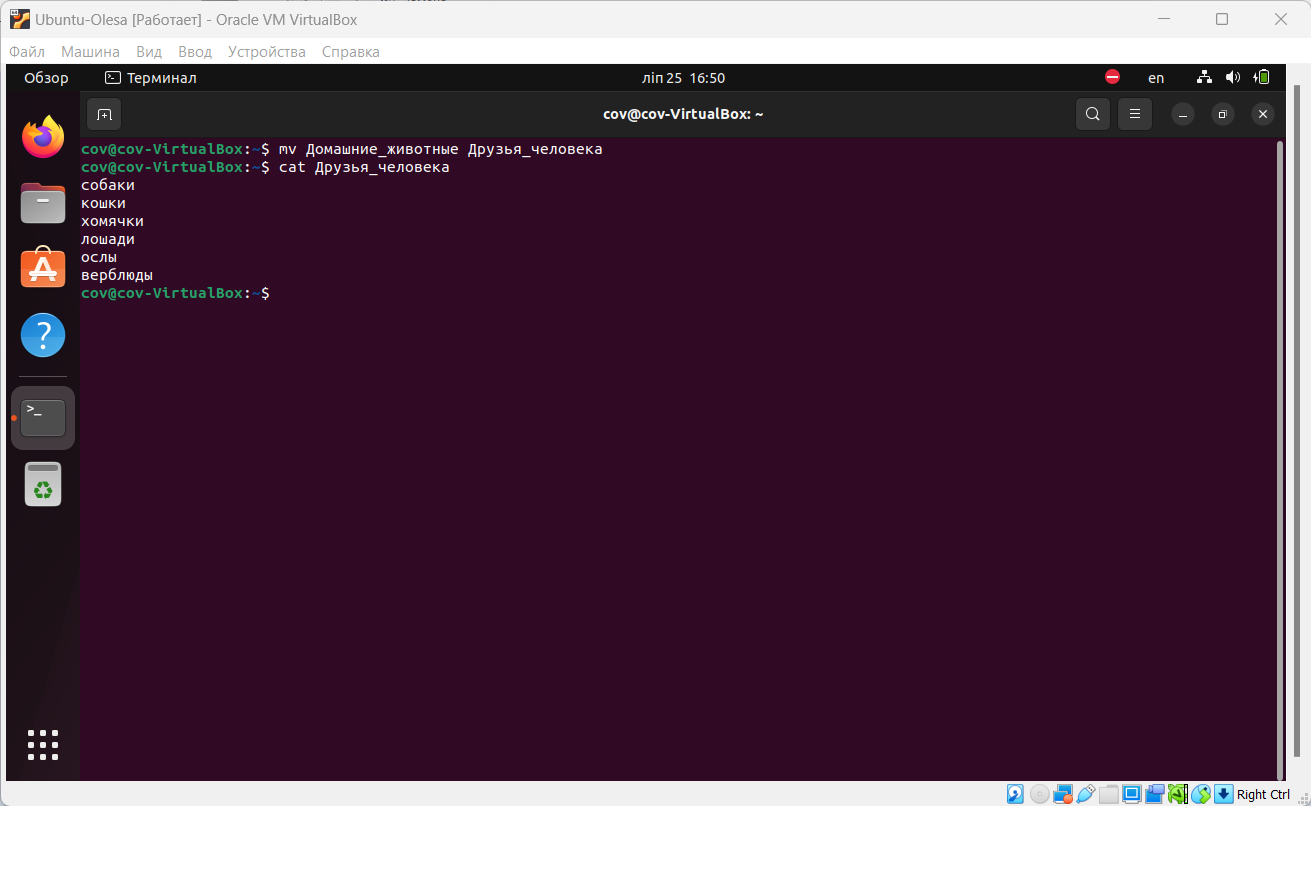 Ubuntu-Olesa [Работает] - Oracle VM VirtualBox
Файл Машина Вид Ввод Устройства Справка
Обзор Терминал ліп 25 16:50 en
cov@cov-VirtualBox: ~
cov@cov-VirtualBox:~$ mv Домашние_животные Друзья_человека
cov@cov-VirtualBox:~$ cat Друзья_человека
собаки
кошки
хомячки
лошади
ослы
верблюды
cov@cov-VirtualBox:~$
Right Ctrl